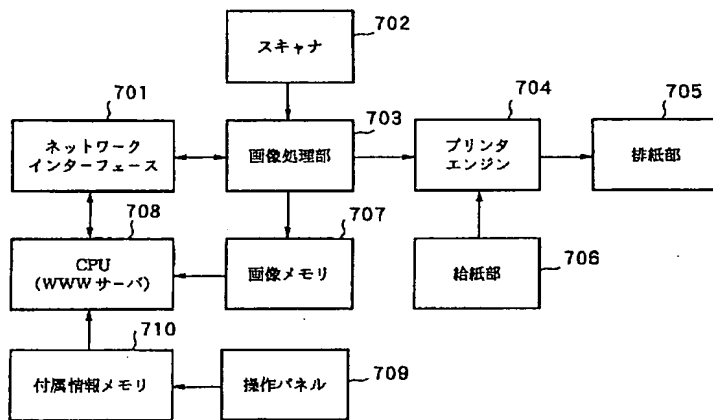 702
スキャナ
701
703
704
705
ネットワーク
インターフェース
画像処理部
プリンタ
エンジン
排紙部
708
707
CPU
(WWWサーバ)
画像メモリ
給紙部
706
710
付属情報メモリ
操作パネル
709